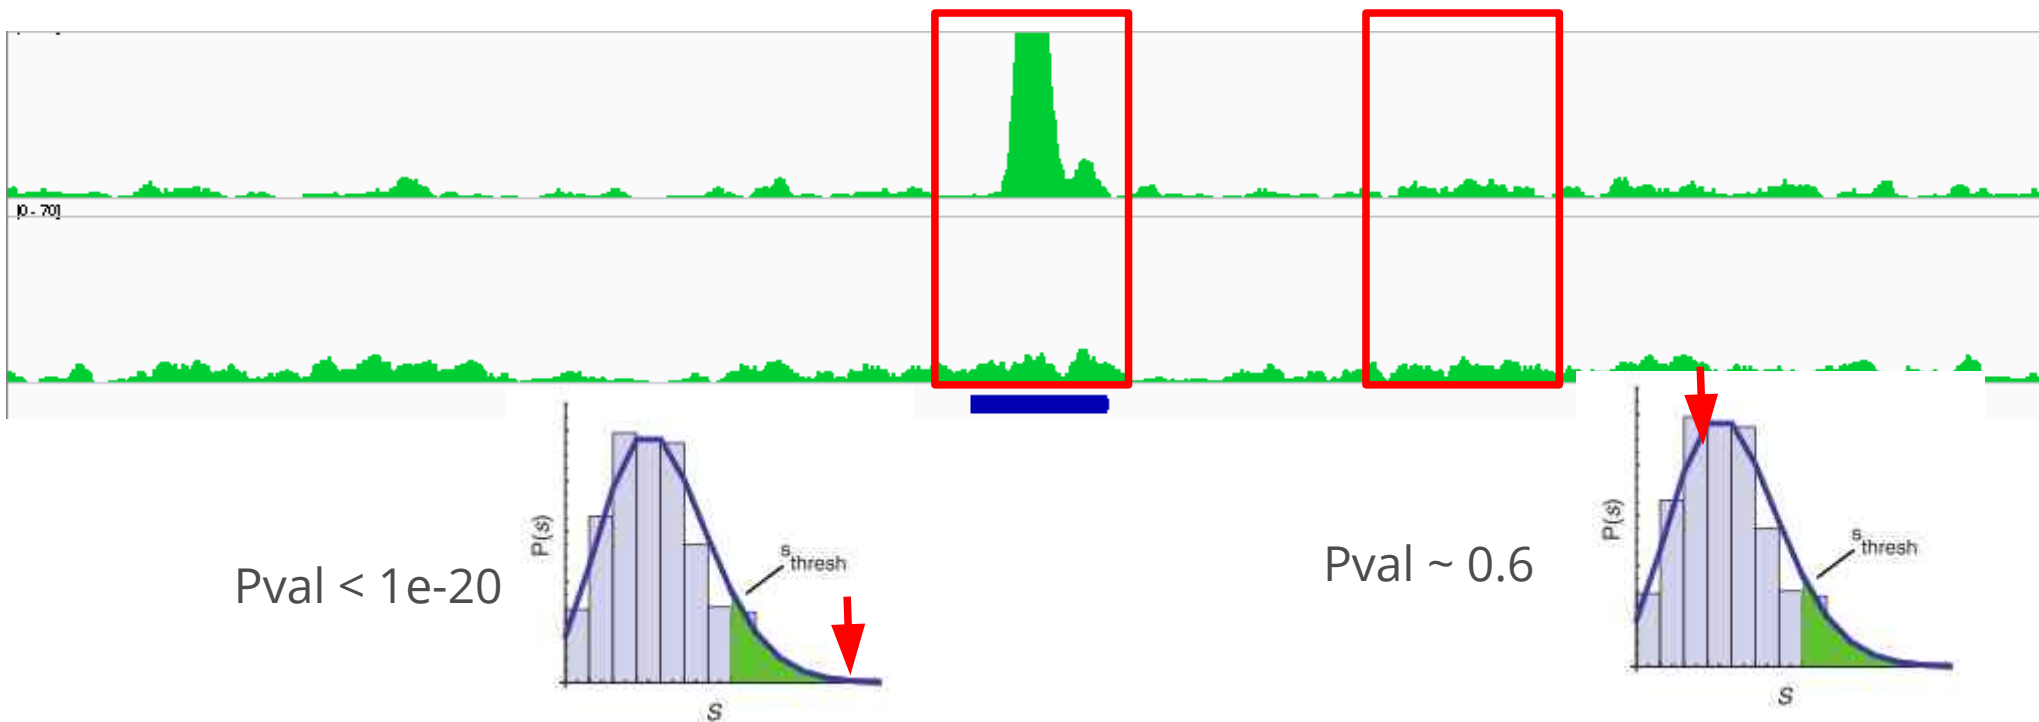 [0 - 70]
Pval < 1e-20
P(s)
s thresh
S
Pval ~ 0.6
P(s)
s thresh
S